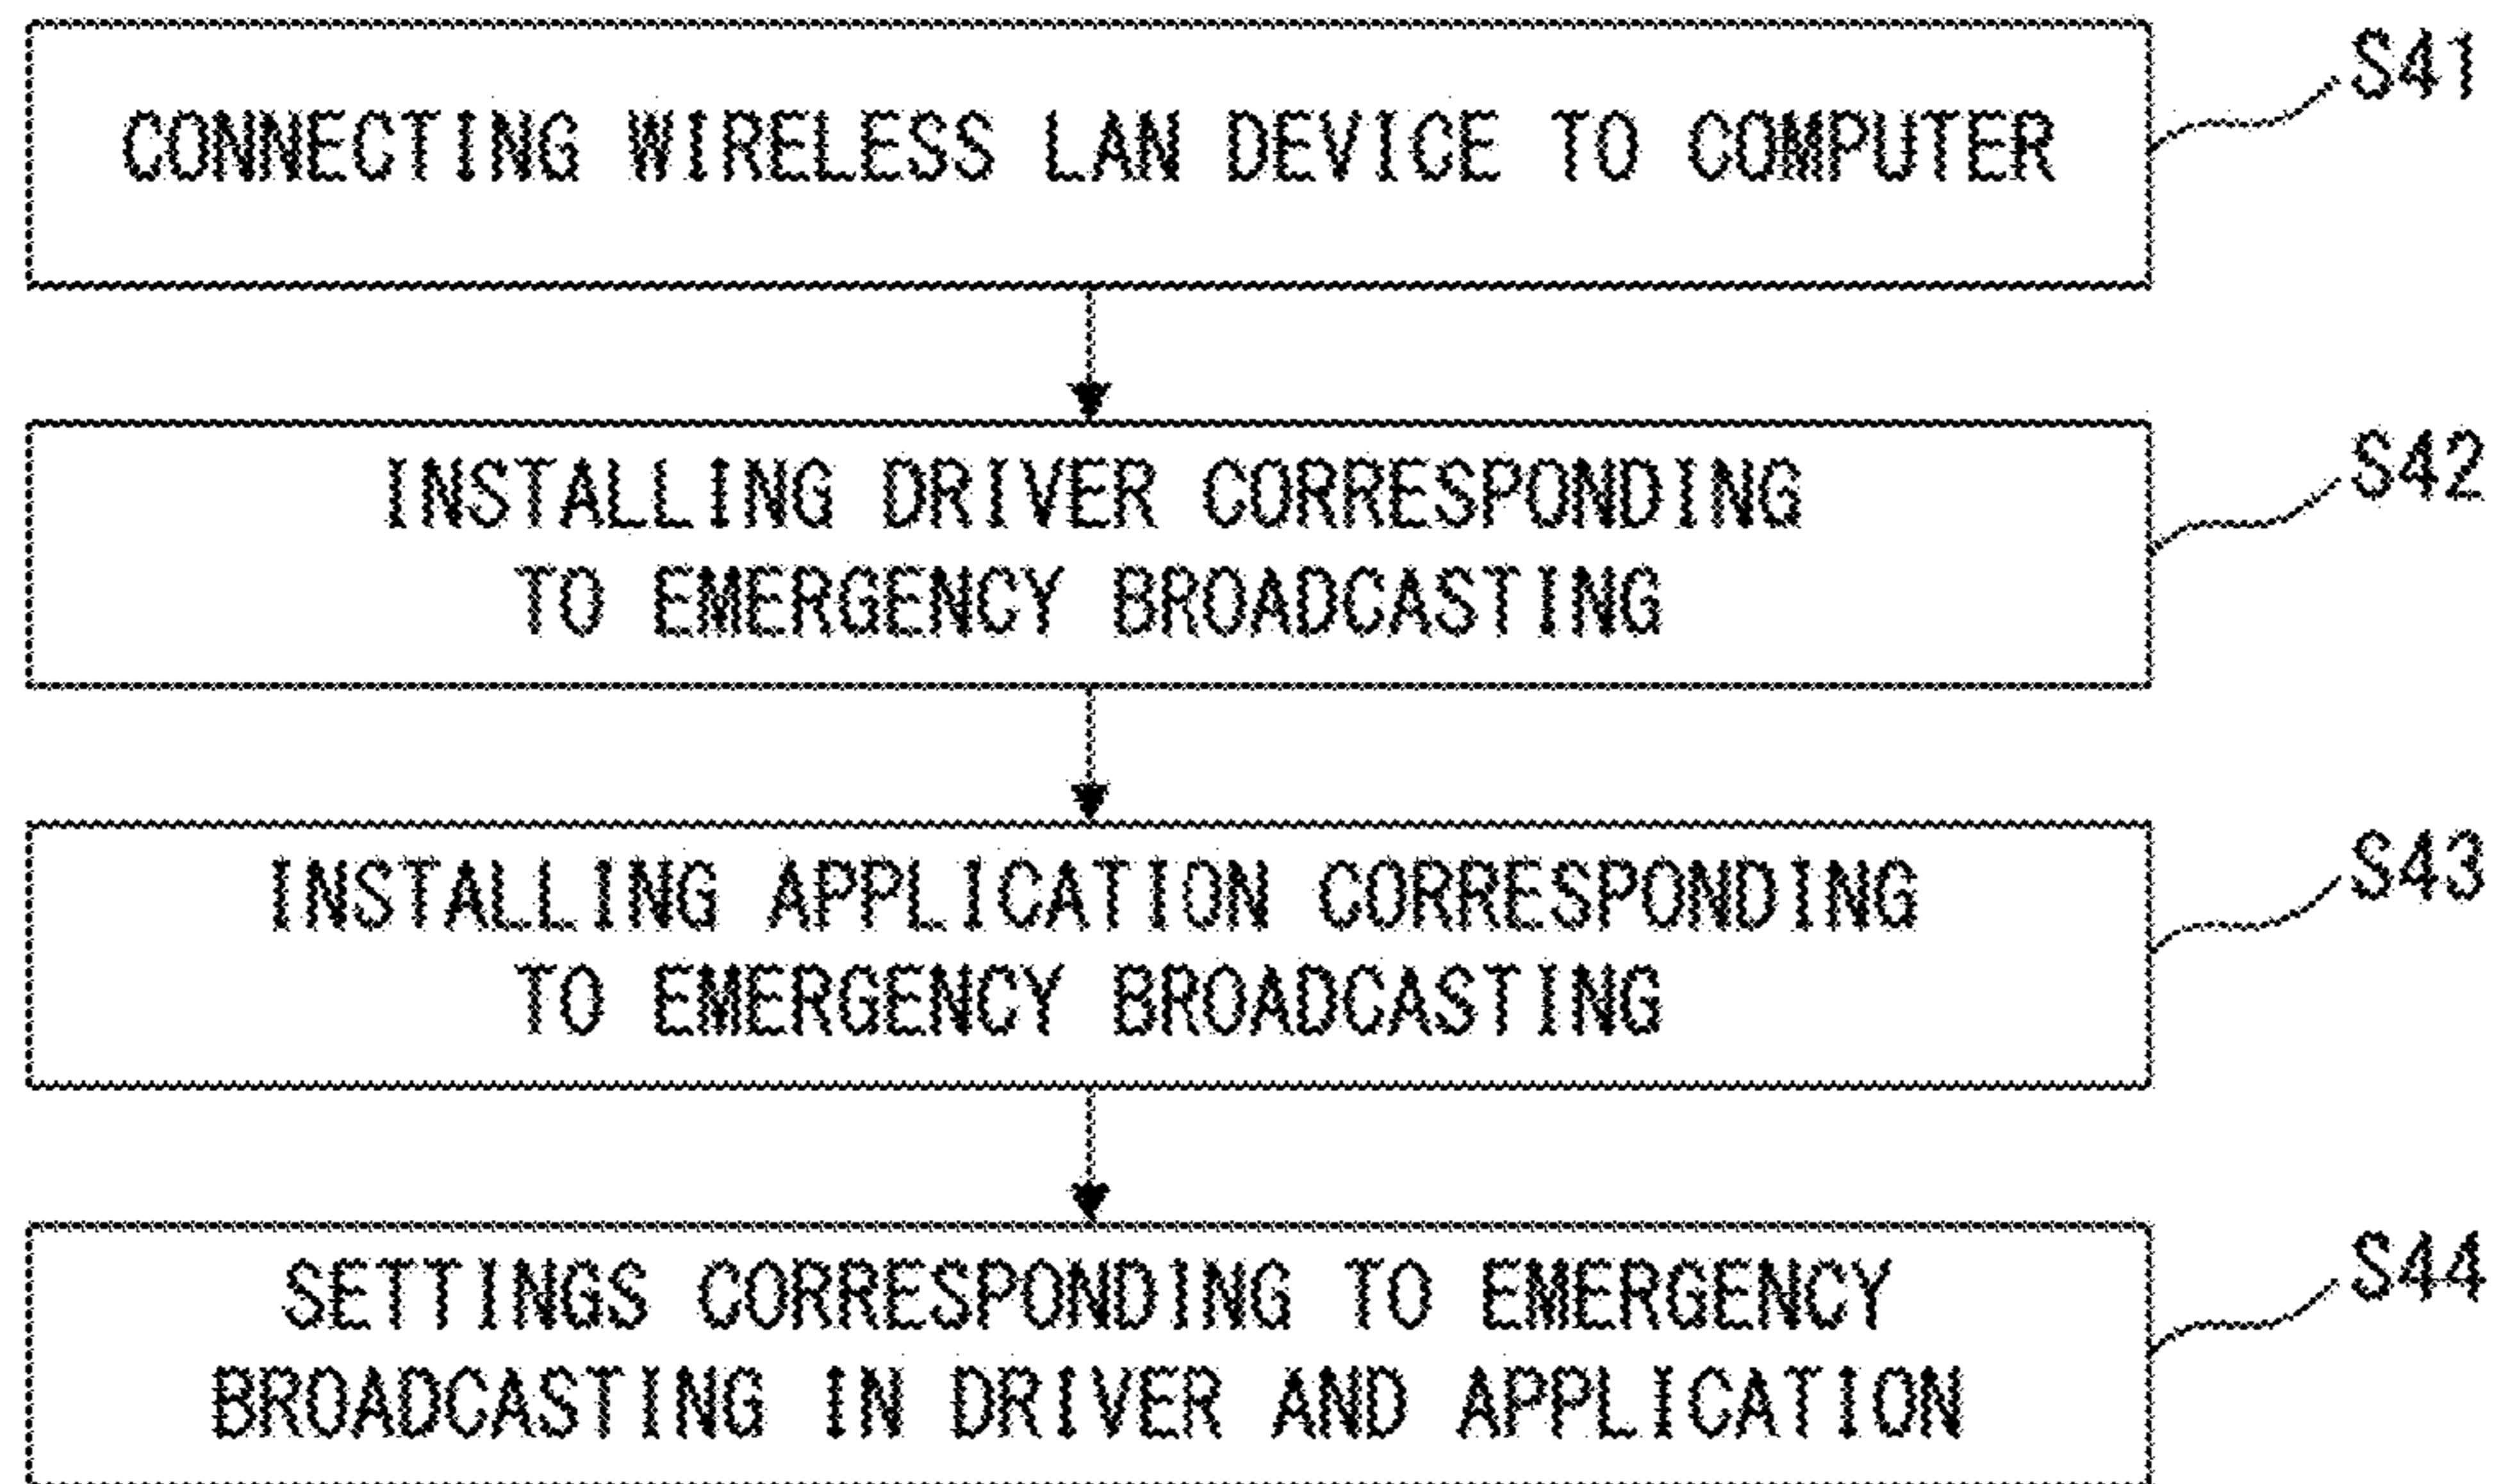 CONNECTING WIRELESS LAN DEVICE TO COMPUTER
S41
INSTALLING DRIVER CORRESPONDING
TO EMERGENCY BROADCASTING
S42
INSTALLING APPLICATION CORRESPONDING
TO EMERGENCY BROADCASTING
S43
SETTINGS CORRESPONDING TO EMERGENCY
BROADCASTING IN DRIVER AND APPLICATION
S44